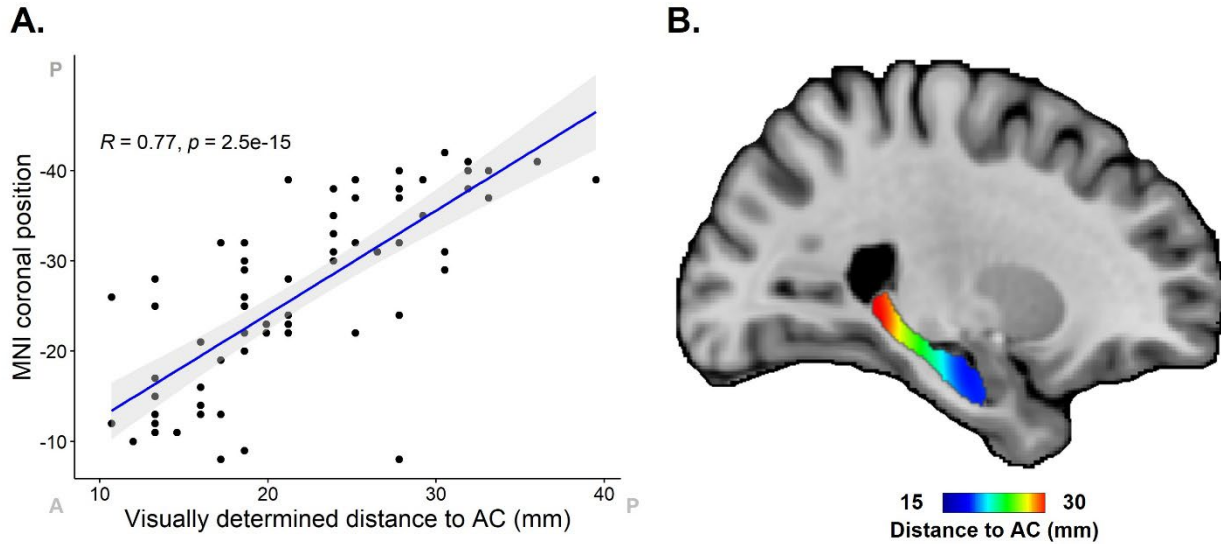 A.
P
R = 0.77, p = 2.5e-15
MNI coronal position
-40
-30
-20
-10
10
20
30
40
A
Visually determined distance to AC (mm)
P
B.
15
30
Distance to AC (mm)